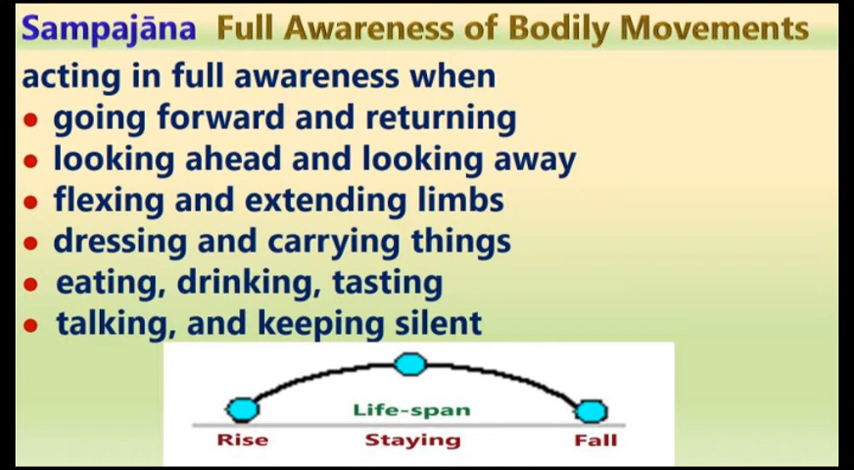 Sampajāna Full Awareness of Bodily Movements
acting in full awareness when
• going forward and returning
• looking ahead and looking away
• flexing and extending limbs
• dressing and carrying things
• eating, drinking, tasting
• talking, and keeping silent
Life-span
Rise Staying Fall